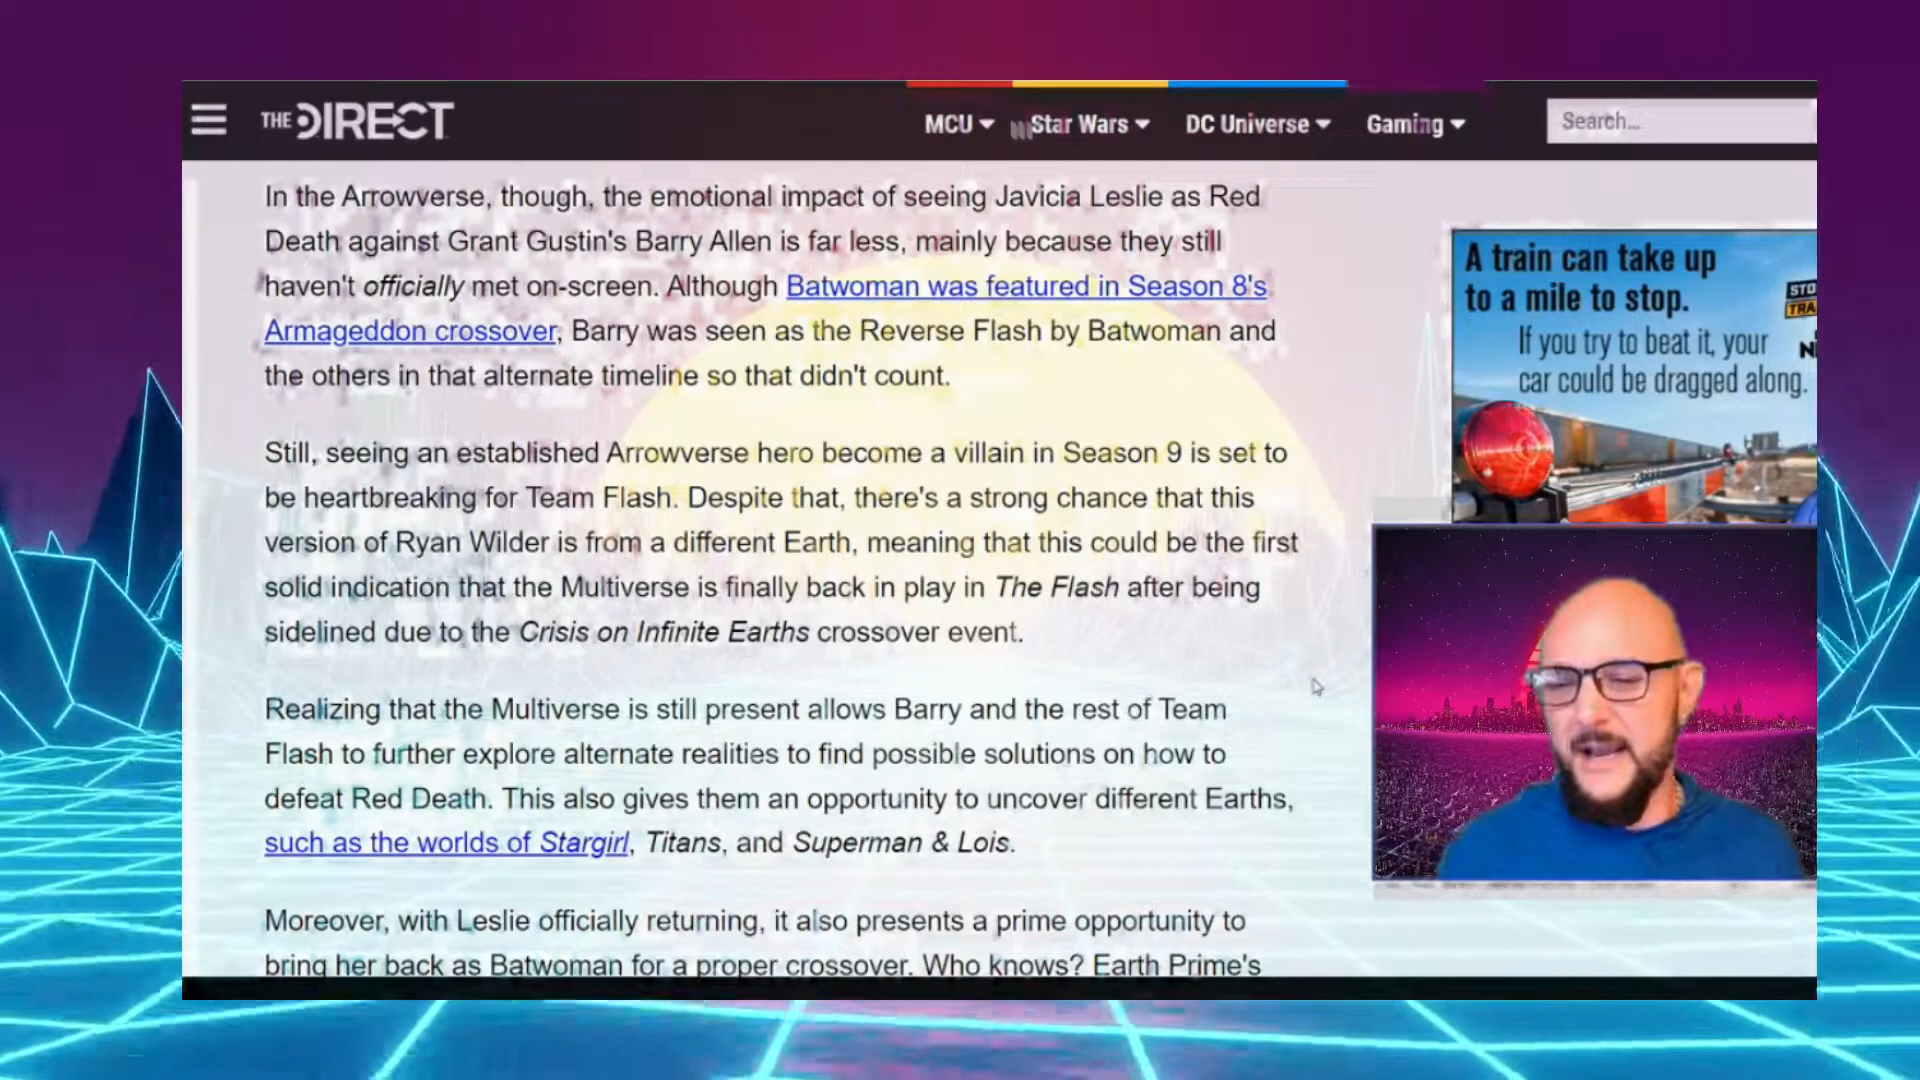 THE DIRECT
MCU
Star Wars
DC Universe
Gaming
Search...
In the Arrowverse, though, the emotional impact of seeing Javicia Leslie as Red
Death against Grant Gustin's Barry Allen is far less, mainly because they still
haven't officially met on-screen. Although Batwoman was featured in Season 8's
Armageddon crossover, Barry was seen as the Reverse Flash by Batwoman and
the others in that alternate timeline so that didn't count.
Still, seeing an established Arrowverse hero become a villain in Season 9 is set to
be heartbreaking for Team Flash. Despite that, there's a strong chance that this
version of Ryan Wilder is from a different Earth, meaning that this could be the first
solid indication that the Multiverse is finally back in play in The Flash after being
sidelined due to the Crisis on Infinite Earths crossover event.
Realizing that the Multiverse is still present allows Barry and the rest of Team
Flash to further explore alternate realities to find possible solutions on how to
defeat Red Death. This also gives them an opportunity to uncover different Earths,
such as the worlds of Stargirl, Titans, and Superman & Lois.
Moreover, with Leslie officially returning, it also presents a prime opportunity to
bring her back as Batwoman for a proper crossover. Who knows? Earth Prime's
A train can take up
to a mile to stop.
If you try to beat it, your
car could be dragged along.